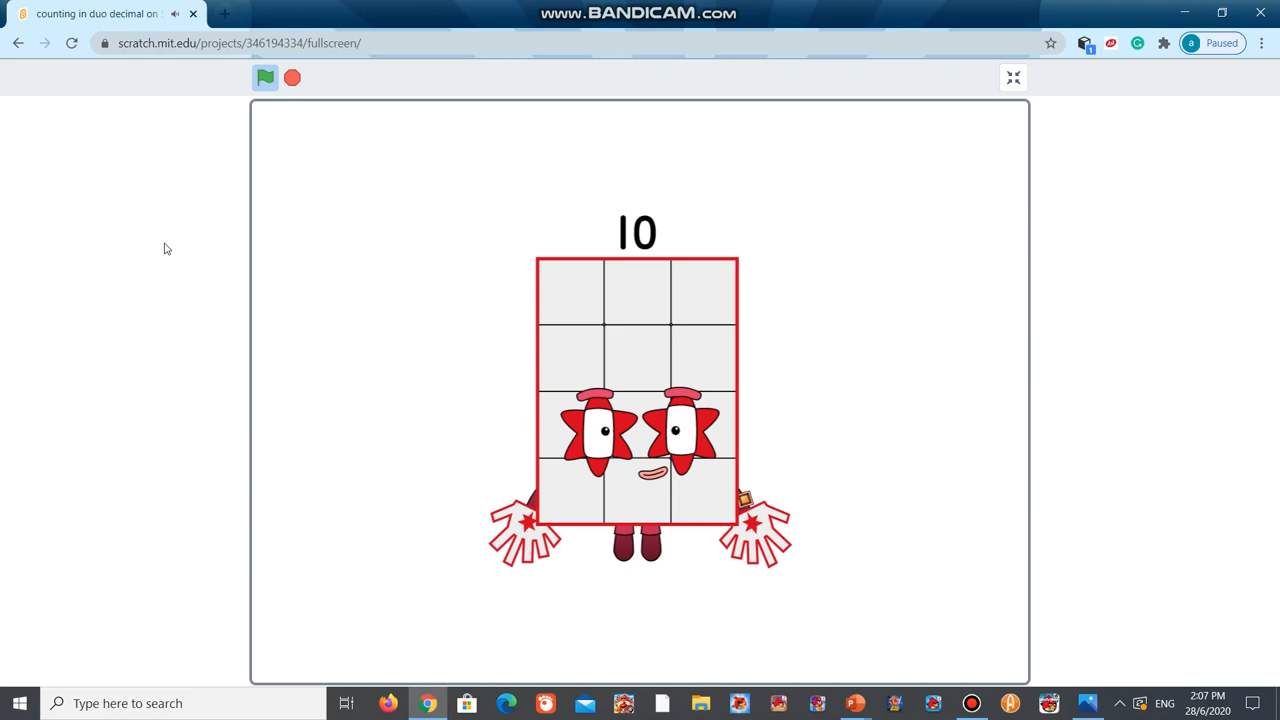 www.BANDICAM.com
counting in duo decimal on S
scratch.mit.edu/projects/346194334/fullscreen/
1
a
Paused
10
Type here to search
ENG
2:07 PM
28/6/2020